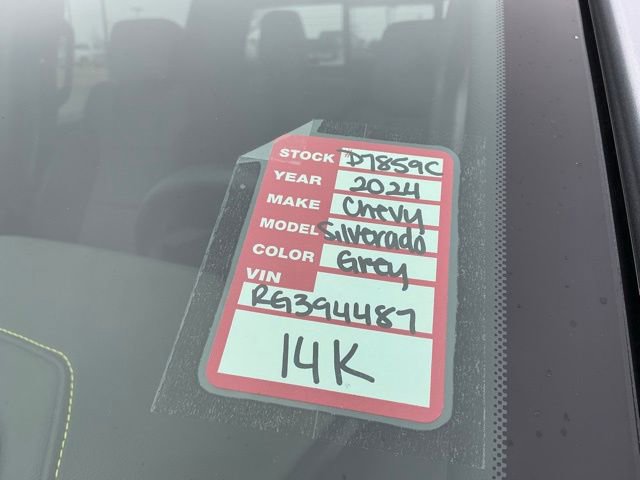 STOCK D7859C
YEAR 2024
MAKE Chevy
MODEL Silverado
COLOR Grey
VIN
RG394487
14K